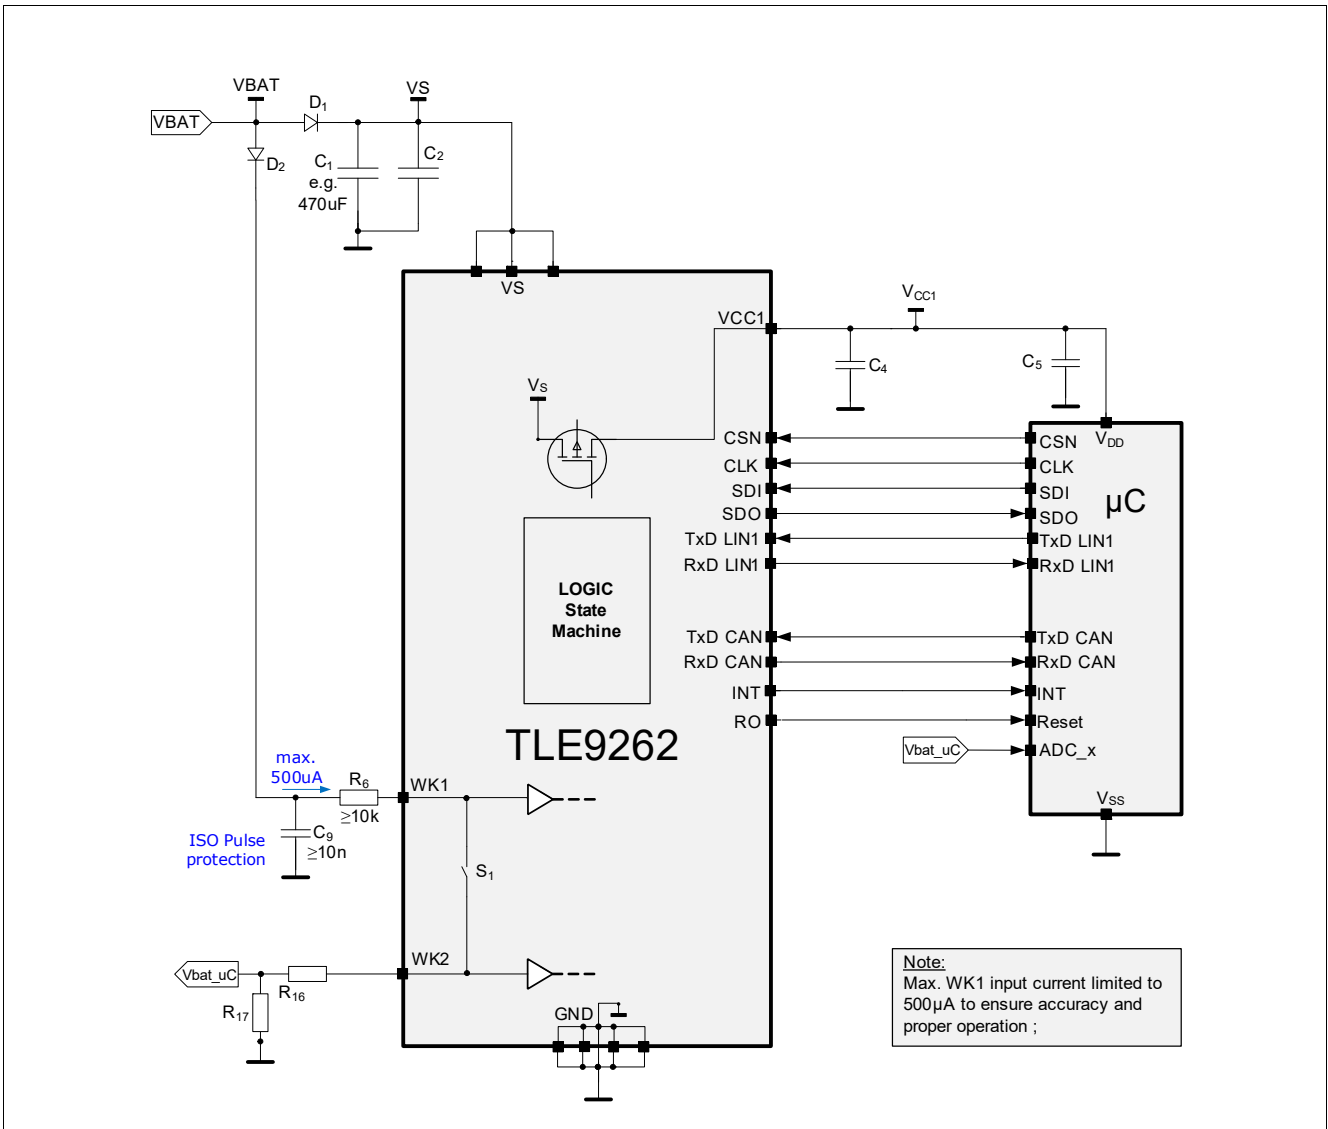 VBAT
VS
VBAT
D1
D2
C1
e.g.
470uF
C2
VS
VCC1
VCC1
C4
C5
VS
CSN
CLK
SDI
SDO
TxD LIN1
RxD LIN1
TxD CAN
RxD CAN
INT
RO
CSN
VDD
CLK
SDI
µC
SDO
TxD LIN1
RxD LIN1
TxD CAN
RxD CAN
INT
Reset
Vbat_uC
ADC_x
VSS
LOGIC
State
Machine
TLE9262
max.
500uA
R6
≥10k
WK1
ISO Pulse
protection
C9
≥10n
S1
WK2
Vbat_uC
R16
R17
GND
Note:
Max. WK1 input current limited to
500µA to ensure accuracy and
proper operation ;